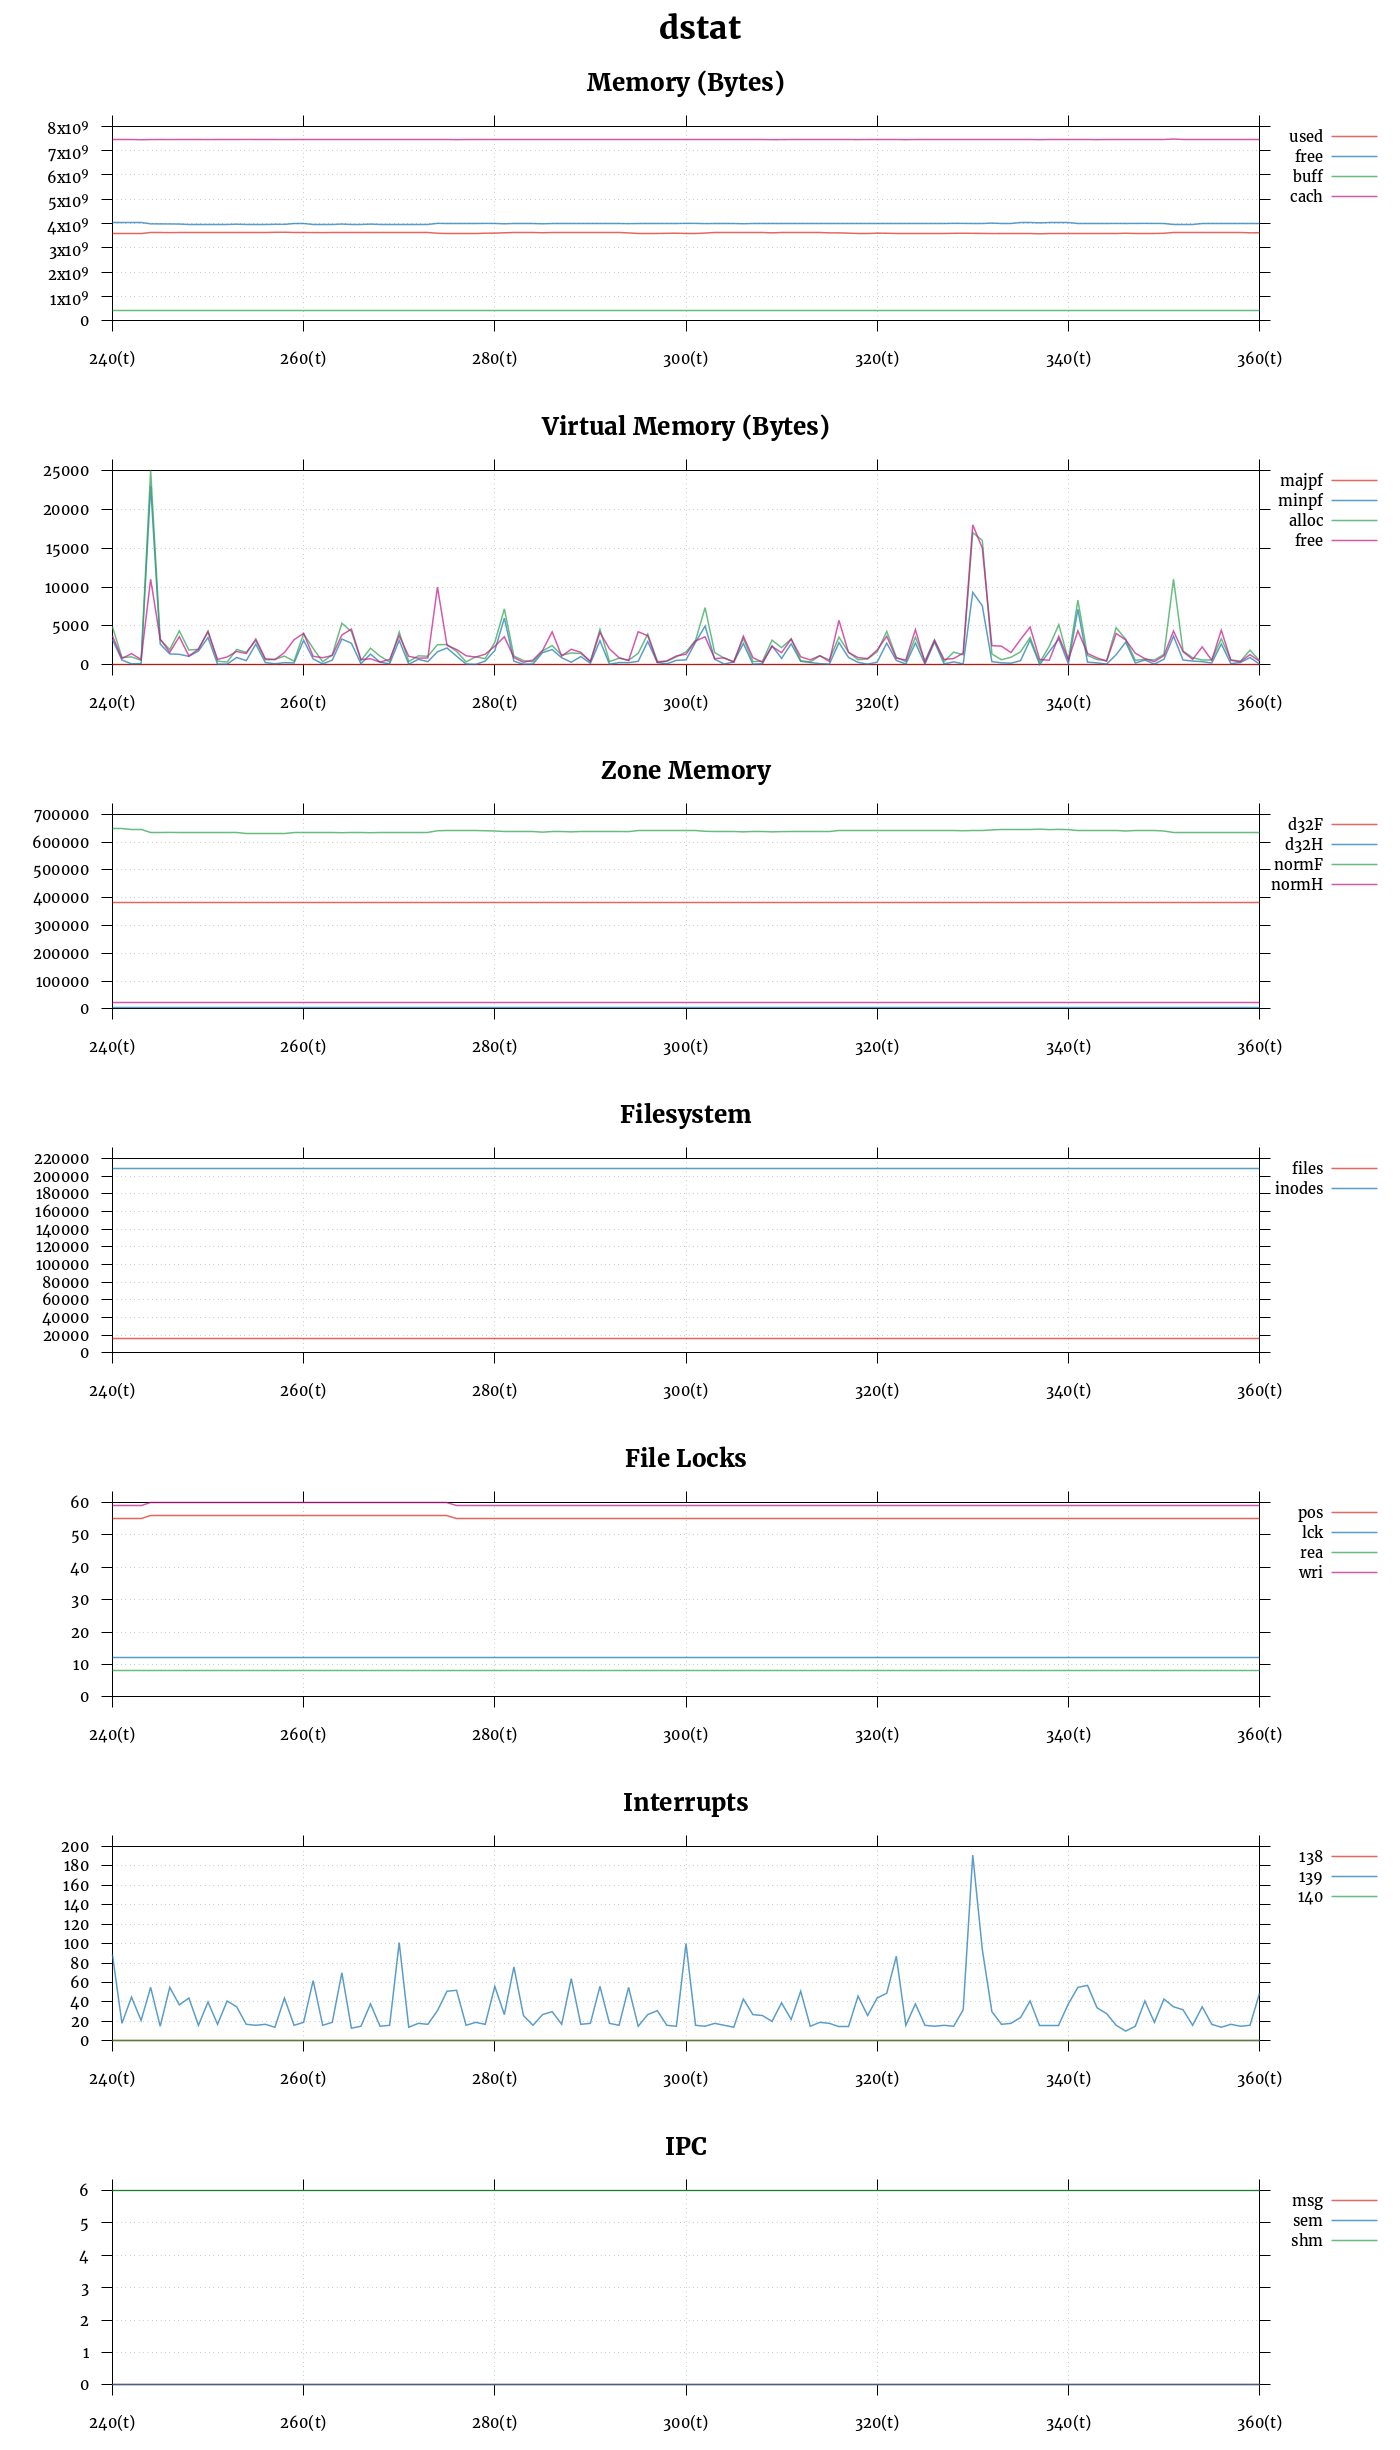 dstat
Memory (Bytes)
8x10⁹
7x10⁹
6x10⁹
5x10⁹
4x10⁹
3x10⁹
2x10⁹
1x10⁹
0
240(t) 260(t) 280(t) 300(t) 320(t) 340(t) 360(t)
used
free
buff
cach
Virtual Memory (Bytes)
25000
20000
15000
10000
5000
0
240(t) 260(t) 280(t) 300(t) 320(t) 340(t) 360(t)
majpf
minpf
alloc
free
Zone Memory
700000
600000
500000
400000
300000
200000
100000
0
240(t) 260(t) 280(t) 300(t) 320(t) 340(t) 360(t)
d32F
d32H
normF
normH
Filesystem
220000
200000
180000
160000
140000
120000
100000
80000
60000
40000
20000
0
240(t) 260(t) 280(t) 300(t) 320(t) 340(t) 360(t)
files
inodes
File Locks
60
50
40
30
20
10
0
240(t) 260(t) 280(t) 300(t) 320(t) 340(t) 360(t)
pos
lck
rea
wri
Interrupts
200
180
160
140
120
100
80
60
40
20
0
240(t) 260(t) 280(t) 300(t) 320(t) 340(t) 360(t)
138
139
140
IPC
6
5
4
3
2
1
0
240(t) 260(t) 280(t) 300(t) 320(t) 340(t) 360(t)
msg
sem
shm